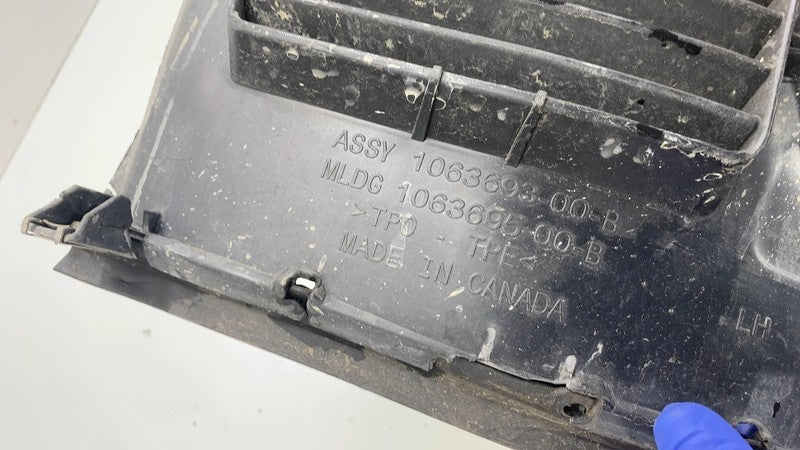 ASSY 1063693-00-B
MLDG 1063695-00-B
>TPO - TPE<
MADE IN CANADA
LH